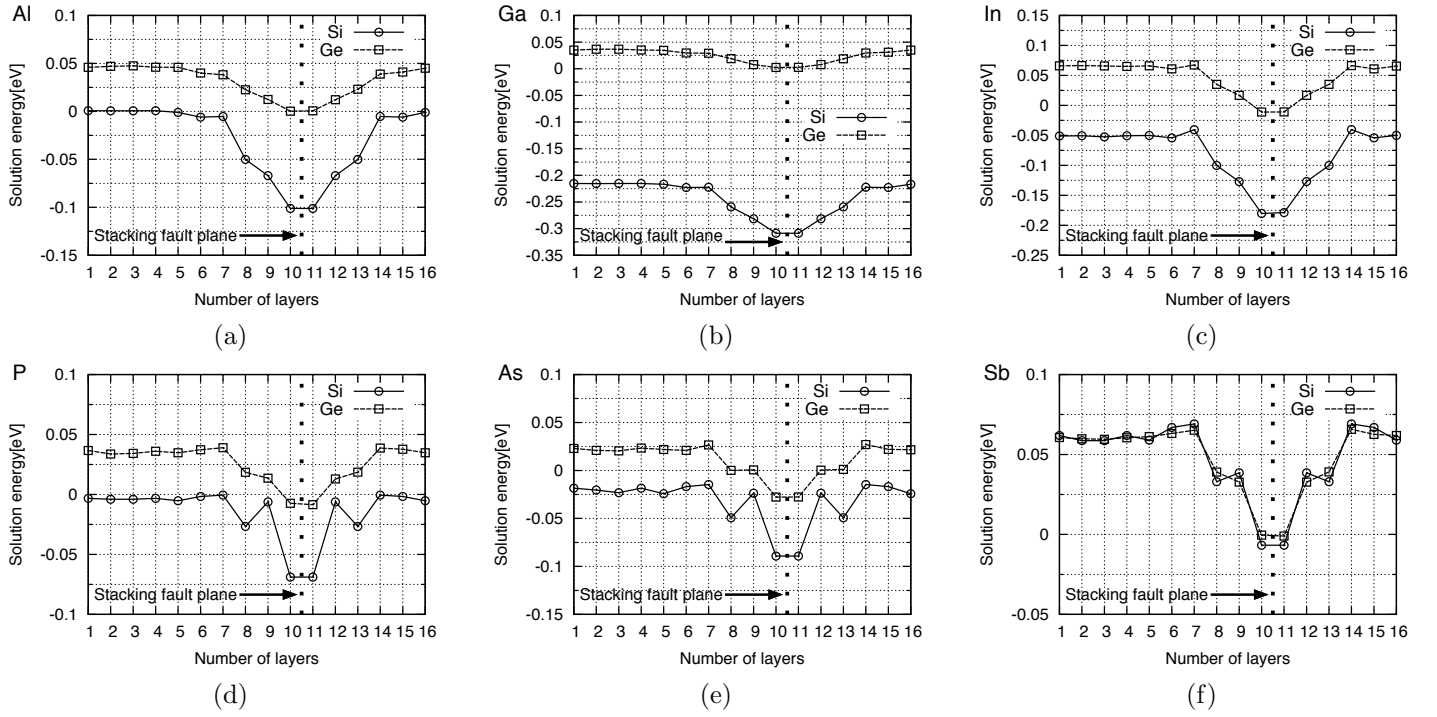 Al
Solution energy[eV]
0.1
0.05
0
-0.05
-0.1
-0.15
Si
Ge
Stacking fault plane
1 2 3 4 5 6 7 8 9 10 11 12 13 14 15 16
Number of layers
(a)
Ga
Solution energy[eV]
0.1
0.05
0
-0.05
-0.1
-0.15
-0.2
-0.25
-0.3
-0.35
Si
Ge
Stacking fault plane
1 2 3 4 5 6 7 8 9 10 11 12 13 14 15 16
Number of layers
(b)
In
Solution energy[eV]
0.15
0.1
0.05
0
-0.05
-0.1
-0.15
-0.2
-0.25
Si
Ge
Stacking fault plane
1 2 3 4 5 6 7 8 9 10 11 12 13 14 15 16
Number of layers
(c)
P
Solution energy[eV]
0.1
0.05
0
-0.05
-0.1
Si
Ge
Stacking fault plane
1 2 3 4 5 6 7 8 9 10 11 12 13 14 15 16
Number of layers
(d)
As
Solution energy[eV]
0.1
0.05
0
-0.05
-0.1
-0.15
Si
Ge
Stacking fault plane
1 2 3 4 5 6 7 8 9 10 11 12 13 14 15 16
Number of layers
(e)
Sb
Solution energy[eV]
0.1
0.05
0
-0.05
Si
Ge
Stacking fault plane
1 2 3 4 5 6 7 8 9 10 11 12 13 14 15 16
Number of layers
(f)